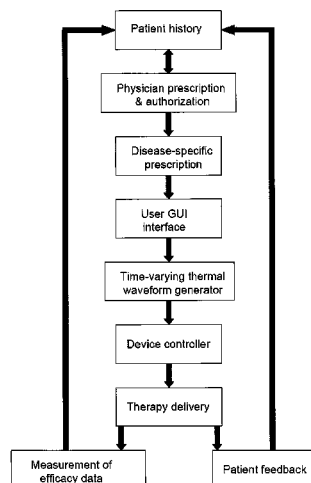 Patient history
Physician prescription
& authorization
Disease-specific
prescription
User GUI
interface
Time-varying thermal
waveform generator
Device controller
Therapy delivery
Measurement of
efficacy data
Patient feedback